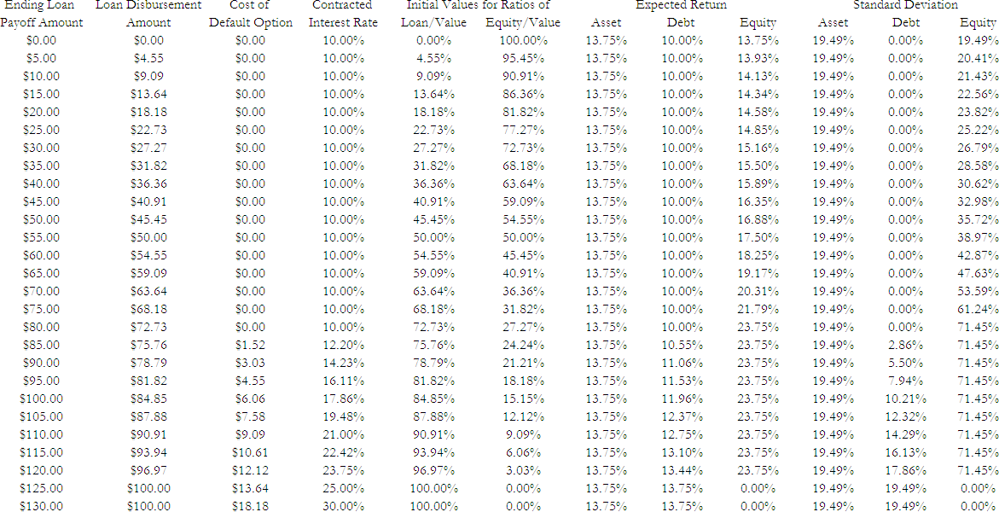 Ending Loan Loan Disbursement Cost of Contracted Initial Values for Ratios of Expected Return Standard Deviation
Payoff Amount Amount Default Option Interest Rate Loan/Value Equity/Value Asset Debt Equity Asset Debt Equity
$0.00 $0.00 $0.00 10.00% 0.00% 100.00% 13.75% 10.00% 13.75% 19.49% 0.00% 19.49%
$5.00 $4.55 $0.00 10.00% 4.55% 95.45% 13.75% 10.00% 13.93% 19.49% 0.00% 20.41%
$10.00 $9.09 $0.00 10.00% 9.09% 90.91% 13.75% 10.00% 14.13% 19.49% 0.00% 21.43%
$15.00 $13.64 $0.00 10.00% 13.64% 86.36% 13.75% 10.00% 14.34% 19.49% 0.00% 22.56%
$20.00 $18.18 $0.00 10.00% 18.18% 81.82% 13.75% 10.00% 14.58% 19.49% 0.00% 23.82%
$25.00 $22.73 $0.00 10.00% 22.73% 77.27% 13.75% 10.00% 14.85% 19.49% 0.00% 25.22%
$30.00 $27.27 $0.00 10.00% 27.27% 72.73% 13.75% 10.00% 15.16% 19.49% 0.00% 26.79%
$35.00 $31.82 $0.00 10.00% 31.82% 68.18% 13.75% 10.00% 15.50% 19.49% 0.00% 28.58%
$40.00 $36.36 $0.00 10.00% 36.36% 63.64% 13.75% 10.00% 15.89% 19.49% 0.00% 30.62%
$45.00 $40.91 $0.00 10.00% 40.91% 59.09% 13.75% 10.00% 16.35% 19.49% 0.00% 32.98%
$50.00 $45.45 $0.00 10.00% 45.45% 54.55% 13.75% 10.00% 16.88% 19.49% 0.00% 35.72%
$55.00 $50.00 $0.00 10.00% 50.00% 50.00% 13.75% 10.00% 17.50% 19.49% 0.00% 38.97%
$60.00 $54.55 $0.00 10.00% 54.55% 45.45% 13.75% 10.00% 18.25% 19.49% 0.00% 42.87%
$65.00 $59.09 $0.00 10.00% 59.09% 40.91% 13.75% 10.00% 19.17% 19.49% 0.00% 47.63%
$70.00 $63.64 $0.00 10.00% 63.64% 36.36% 13.75% 10.00% 20.31% 19.49% 0.00% 53.59%
$75.00 $68.18 $0.00 10.00% 68.18% 31.82% 13.75% 10.00% 21.79% 19.49% 0.00% 61.24%
$80.00 $72.73 $0.00 10.00% 72.73% 27.27% 13.75% 10.00% 23.75% 19.49% 0.00% 71.45%
$85.00 $75.76 $1.52 12.20% 75.76% 24.24% 13.75% 10.55% 23.75% 19.49% 2.86% 71.45%
$90.00 $78.79 $3.03 14.23% 78.79% 21.21% 13.75% 11.06% 23.75% 19.49% 5.50% 71.45%
$95.00 $81.82 $4.55 16.11% 81.82% 18.18% 13.75% 11.53% 23.75% 19.49% 7.94% 71.45%
$100.00 $84.85 $6.06 17.86% 84.85% 15.15% 13.75% 11.96% 23.75% 19.49% 10.21% 71.45%
$105.00 $87.88 $7.58 19.48% 87.88% 12.12% 13.75% 12.37% 23.75% 19.49% 12.32% 71.45%
$110.00 $90.91 $9.09 21.00% 90.91% 9.09% 13.75% 12.75% 23.75% 19.49% 14.29% 71.45%
$115.00 $93.94 $10.61 22.42% 93.94% 6.06% 13.75% 13.10% 23.75% 19.49% 16.13% 71.45%
$120.00 $96.97 $12.12 23.75% 96.97% 3.03% 13.75% 13.44% 23.75% 19.49% 17.86% 71.45%
$125.00 $100.00 $13.64 25.00% 100.00% 0.00% 13.75% 13.75% 0.00% 19.49% 19.49% 0.00%
$130.00 $100.00 $18.18 30.00% 100.00% 0.00% 13.75% 13.75% 0.00% 19.49% 19.49% 0.00%